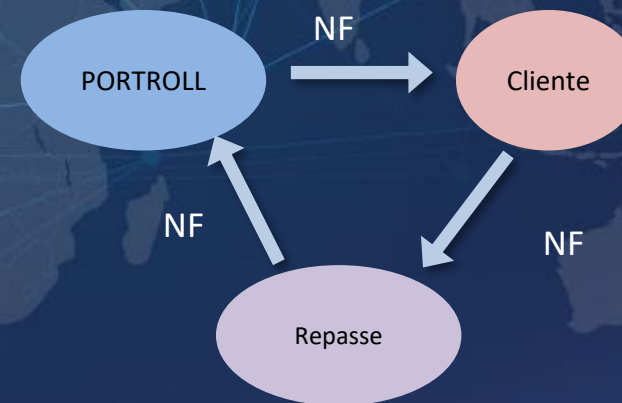 NF
PORTROLL
Cliente
NF
NF
Repasse